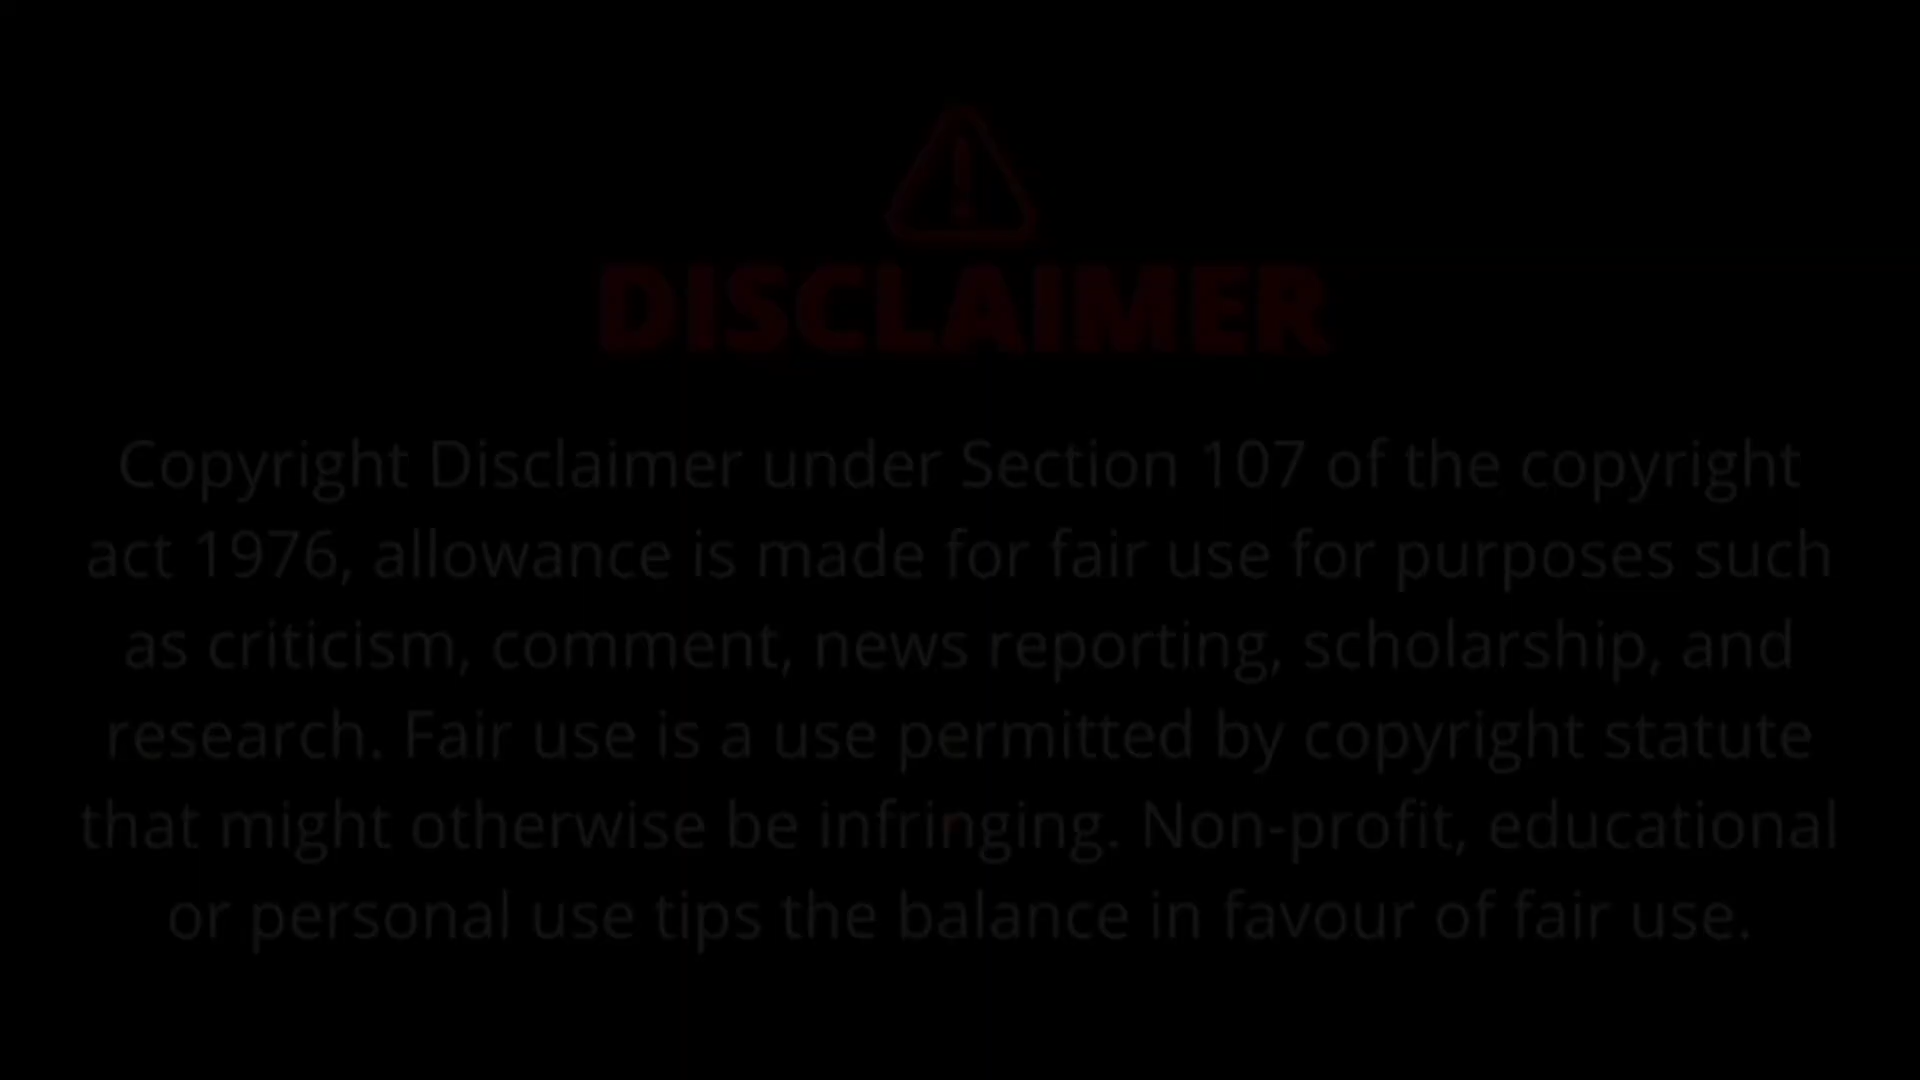 DISCLAIMER
Copyright Disclaimer under Section 107 of the copyright
act 1976, allowance is made for fair use for purposes such
as criticism, comment, news reporting, scholarship, and
research. Fair use is a use permitted by copyright statute
that might otherwise be infringing. Non-profit, educational
or personal use tips the balance in favour of fair use.